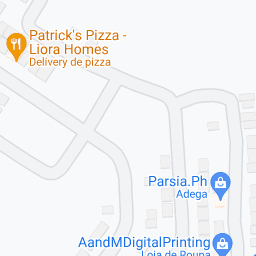 Patrick's Pizza -
Liora Homes
Delivery de pizza
Parsia.Ph
Adega
AandMDigitalPrinting
Loja de Roupa